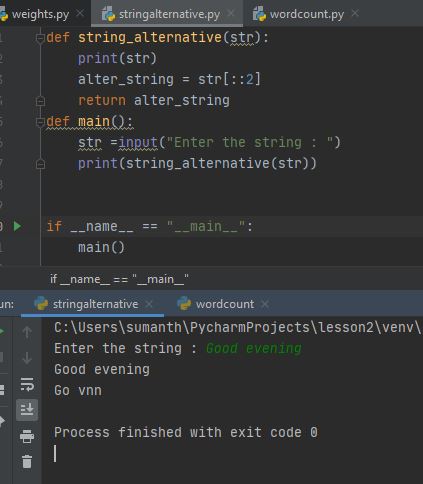 weights.py stringalternative.py wordcount.py
1 def string_alternative(str):
2 print(str)
3 alter_string = str[::2]
4 return alter_string
5 def main():
6 str =input("Enter the string : ")
7 print(string_alternative(str))
8
9
0 if __name__ == "__main__":
1 main()
if __name__ == "__main__"
un: stringalternative wordcount
C:\Users\sumanth\PycharmProjects\lesson2\venv\
Enter the string : Good evening
Good evening
Go vnn
Process finished with exit code 0